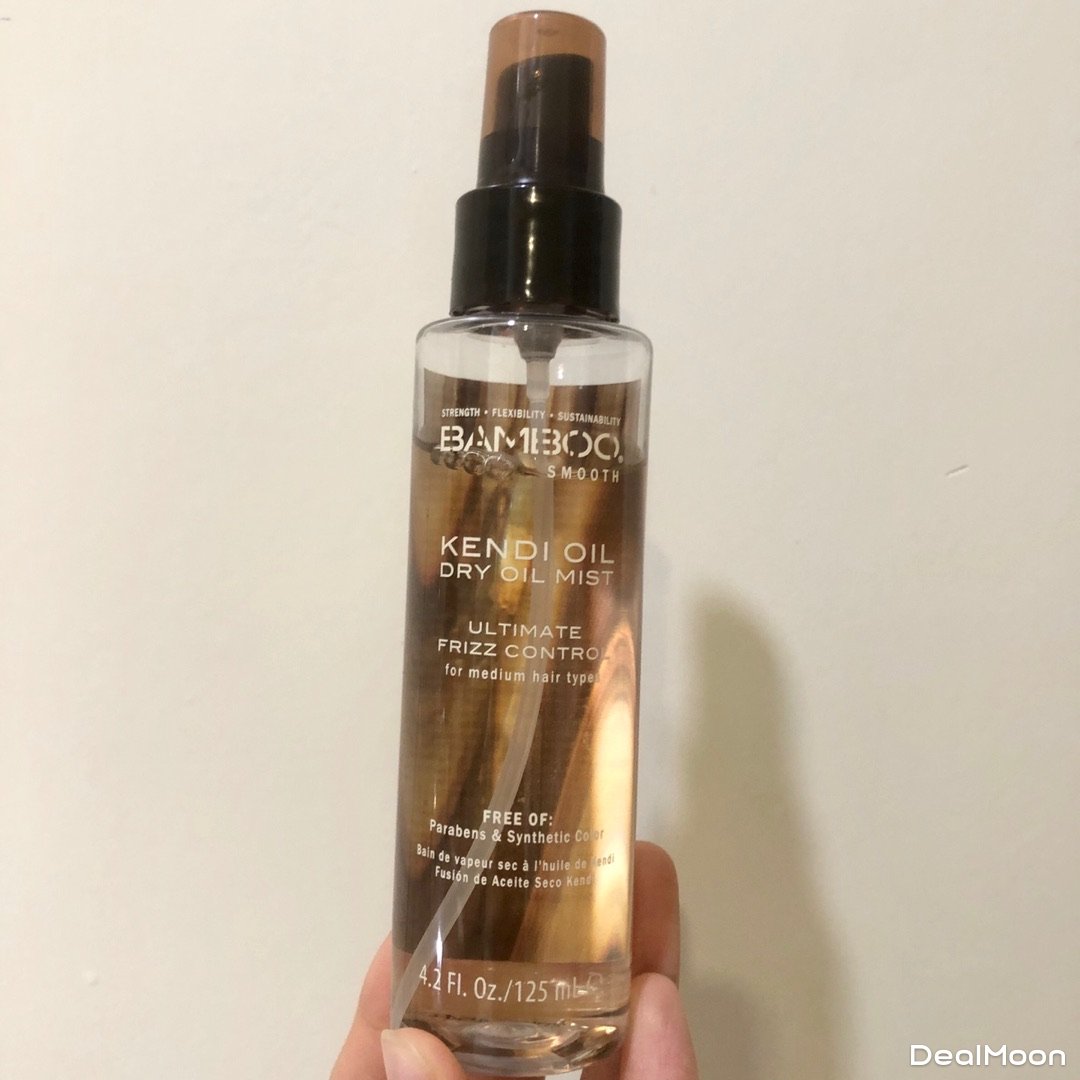 STRENGTH • FLEXIBILITY • SUSTAINABILITY
BAMBOO
SMOOTH
KENDI OIL
DRY OIL MIST
ULTIMATE
FRIZZ CONTROL
for medium hair types
FREE OF:
Parabens & Synthetic Color
Bain de vapeur sec à l'huile de Kendi
Fusión de Aceite Seco Kendi
4.2 Fl. Oz./125 mL
DealMoon